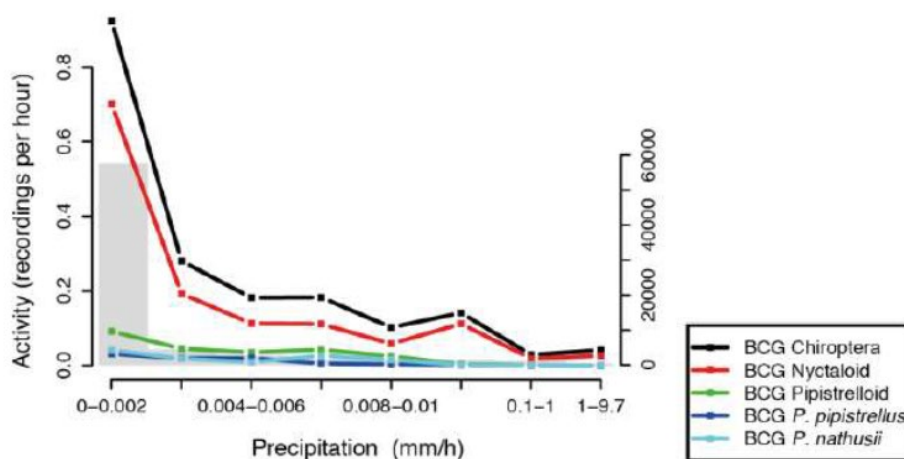 Activity (recordings per hour)
0.8
0.6
0.4
0.2
0.0
60000
40000
20000
0
0–0.002
0.004–0.006
0.008–0.01
0.1–1
1–9.7
Precipitation (mm/h)
BCG Chiroptera
BCG Nyctaloid
BCG Pipistrelloid
BCG P. pipistrellus
BCG P. nathusii